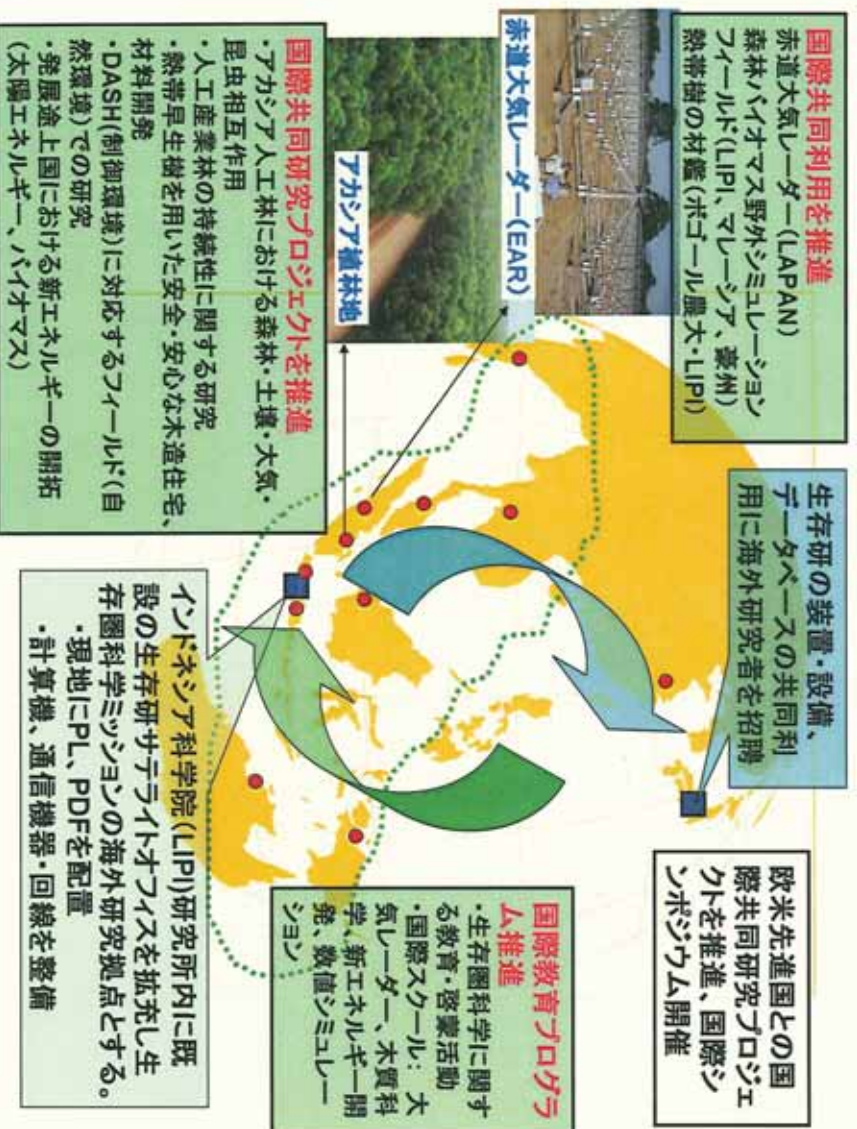 国際共同利用を推進
赤道大気レーダー(LAPAN)
森林バイオマス野外シミュレーション
フィールド(LIPI、マレーシア、豪州)
熱帯樹の材鑑(ボゴール農大・LIPI)
生存研の装置・設備、
データベースの共同利
用に海外研究者を招聘
欧米先進国との国
際共同研究プロジェ
クトを推進、国際シ
ンポジウム開催
赤道大気レーダー(EAR)
アカシア植林地
国際共同研究プロジェクトを推進
・アカシア人工林における森林・土壌・大気・
昆虫相互作用
・人工産業林の持続性に関する研究
・熱帯早生樹を用いた安全・安心な木造住宅、
材料開発
・DASH(制御環境)に対応するフィールド(自
然環境)での研究
・発展途上国における新エネルギーの開拓
(太陽エネルギー、バイオマス)
国際教育プログラ
ム推進
・生存圏科学に関す
る教育・啓蒙活動
・国際スクール: 大
気レーダー、木質科
学、新エネルギー開
発、数値シミュレー
ション
インドネシア科学院(LIPI)研究所内に既
設の生存研サテライトオフィスを拡充し生
存圏科学ミッションの海外研究拠点とする。
・現地にPL、PDFを配置
・計算機、通信機器・回線を整備